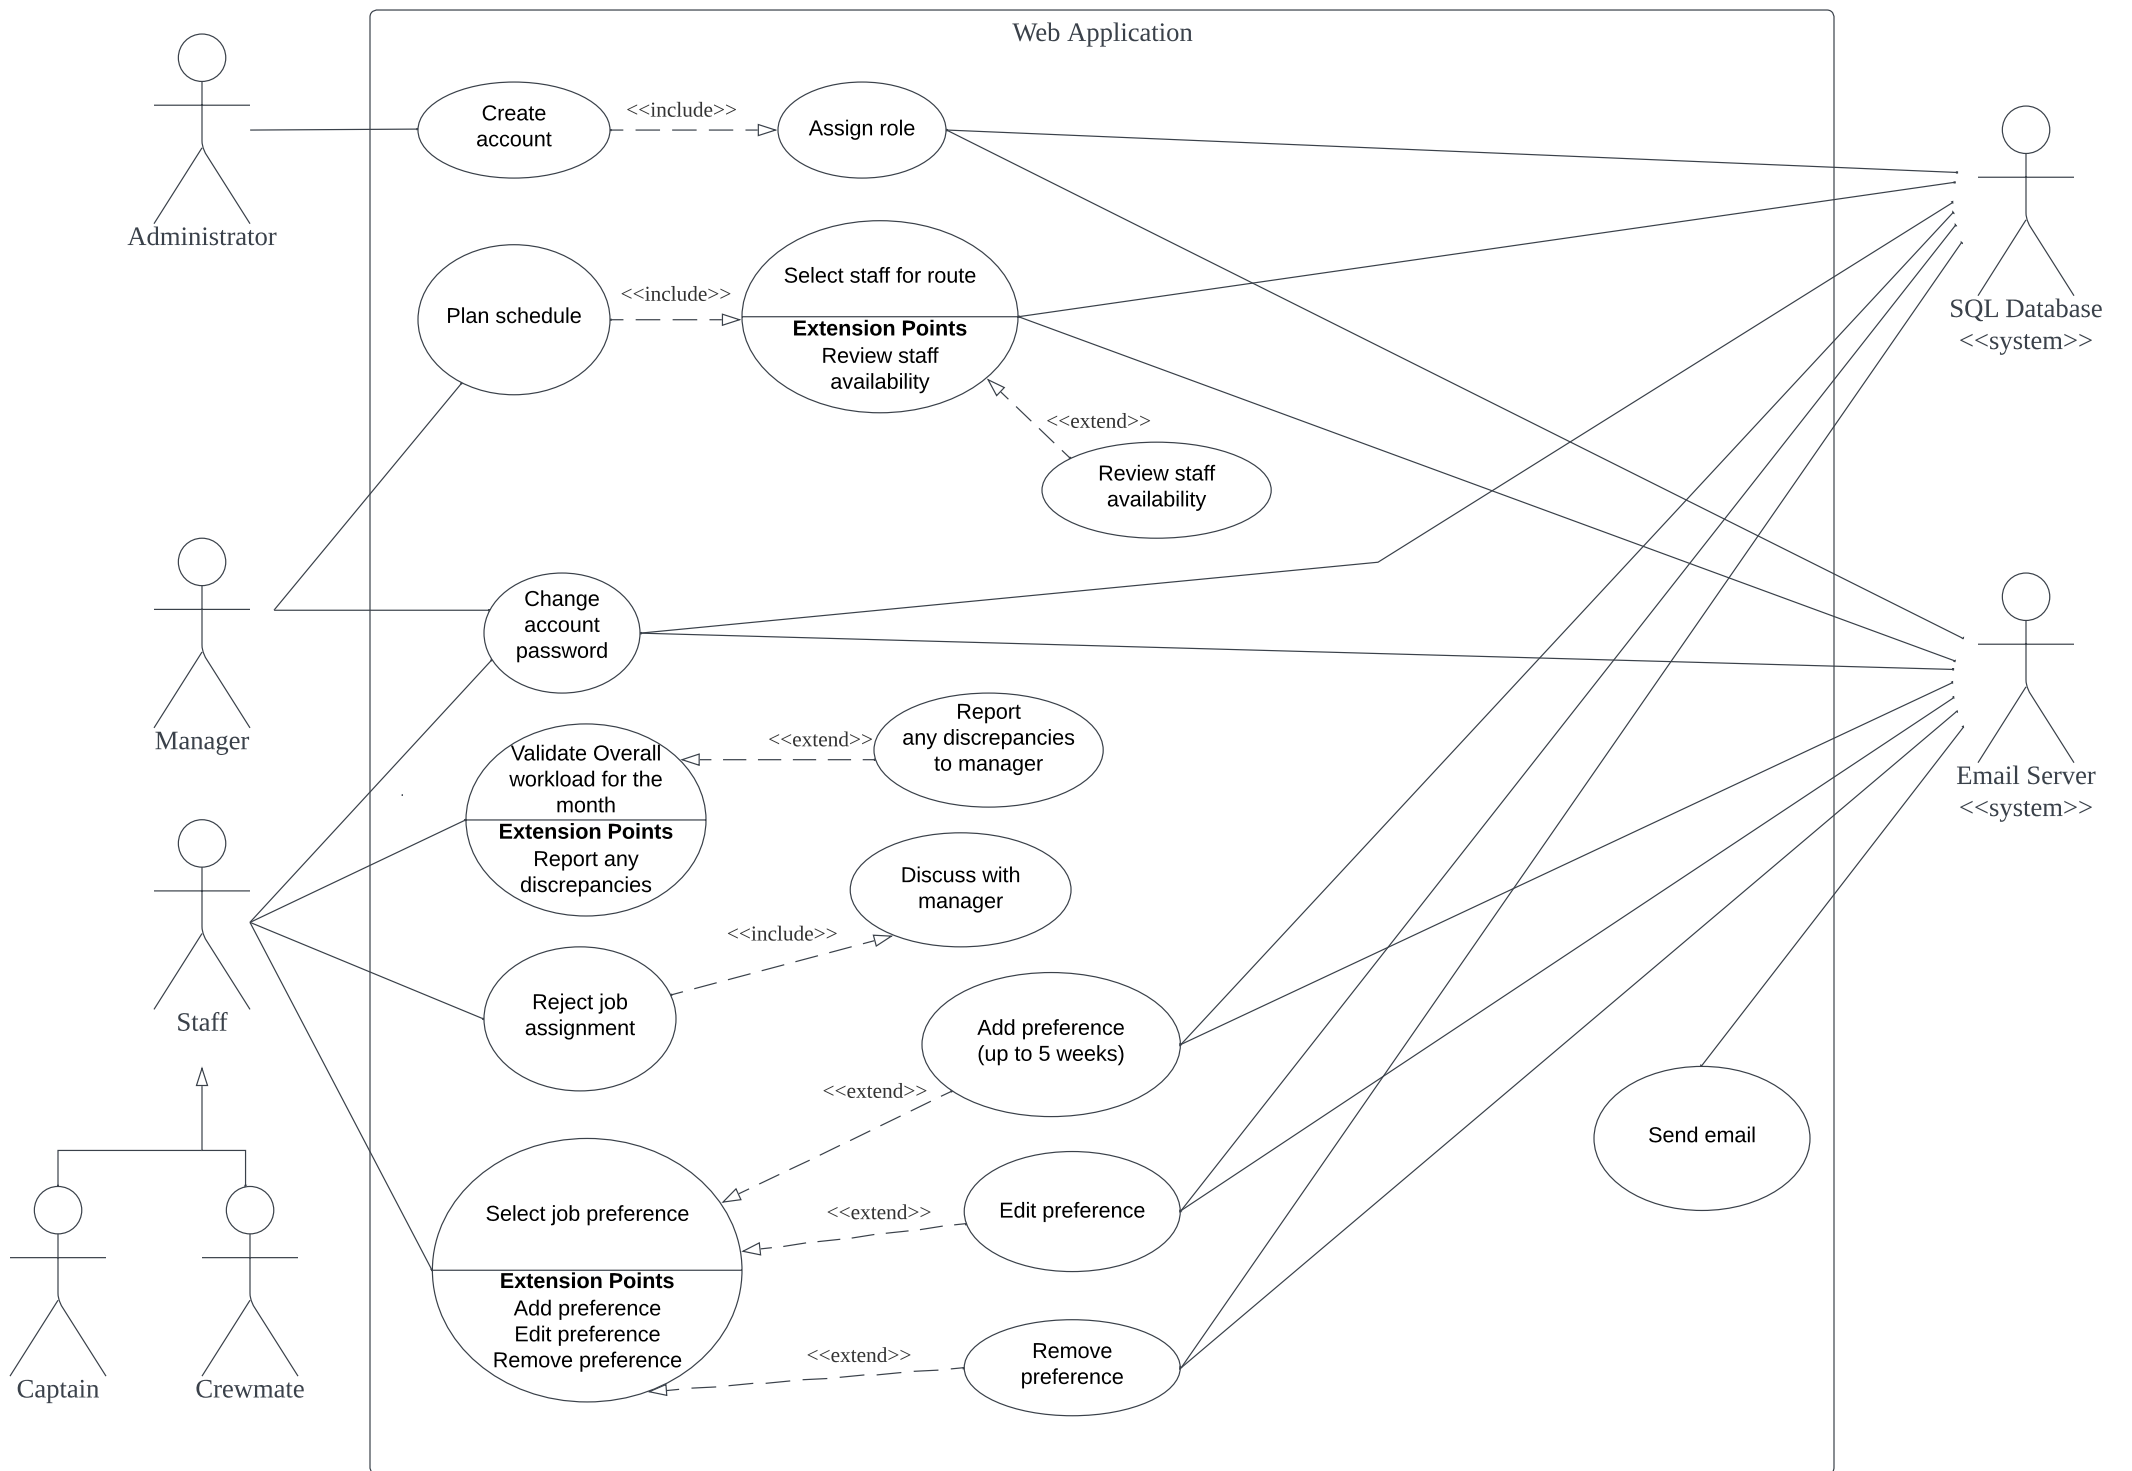 Web Application
Administrator
Create
account
<<include>>
Assign role
SQL Database
<<system>>
Plan schedule
<<include>>
Select staff for route
Extension Points
Review staff
availability
<<extend>>
Review staff
availability
Manager
Change
account
password
Email Server
<<system>>
Validate Overall
workload for the
month
Extension Points
Report any
discrepancies
<<extend>>
Report
any discrepancies
to manager
Staff
Discuss with
manager
<<include>>
Reject job
assignment
Add preference
(up to 5 weeks)
<<extend>>
Send email
Select job preference
Extension Points
Add preference
Edit preference
Remove preference
<<extend>>
Edit preference
<<extend>>
Remove
preference
Captain
Crewmate